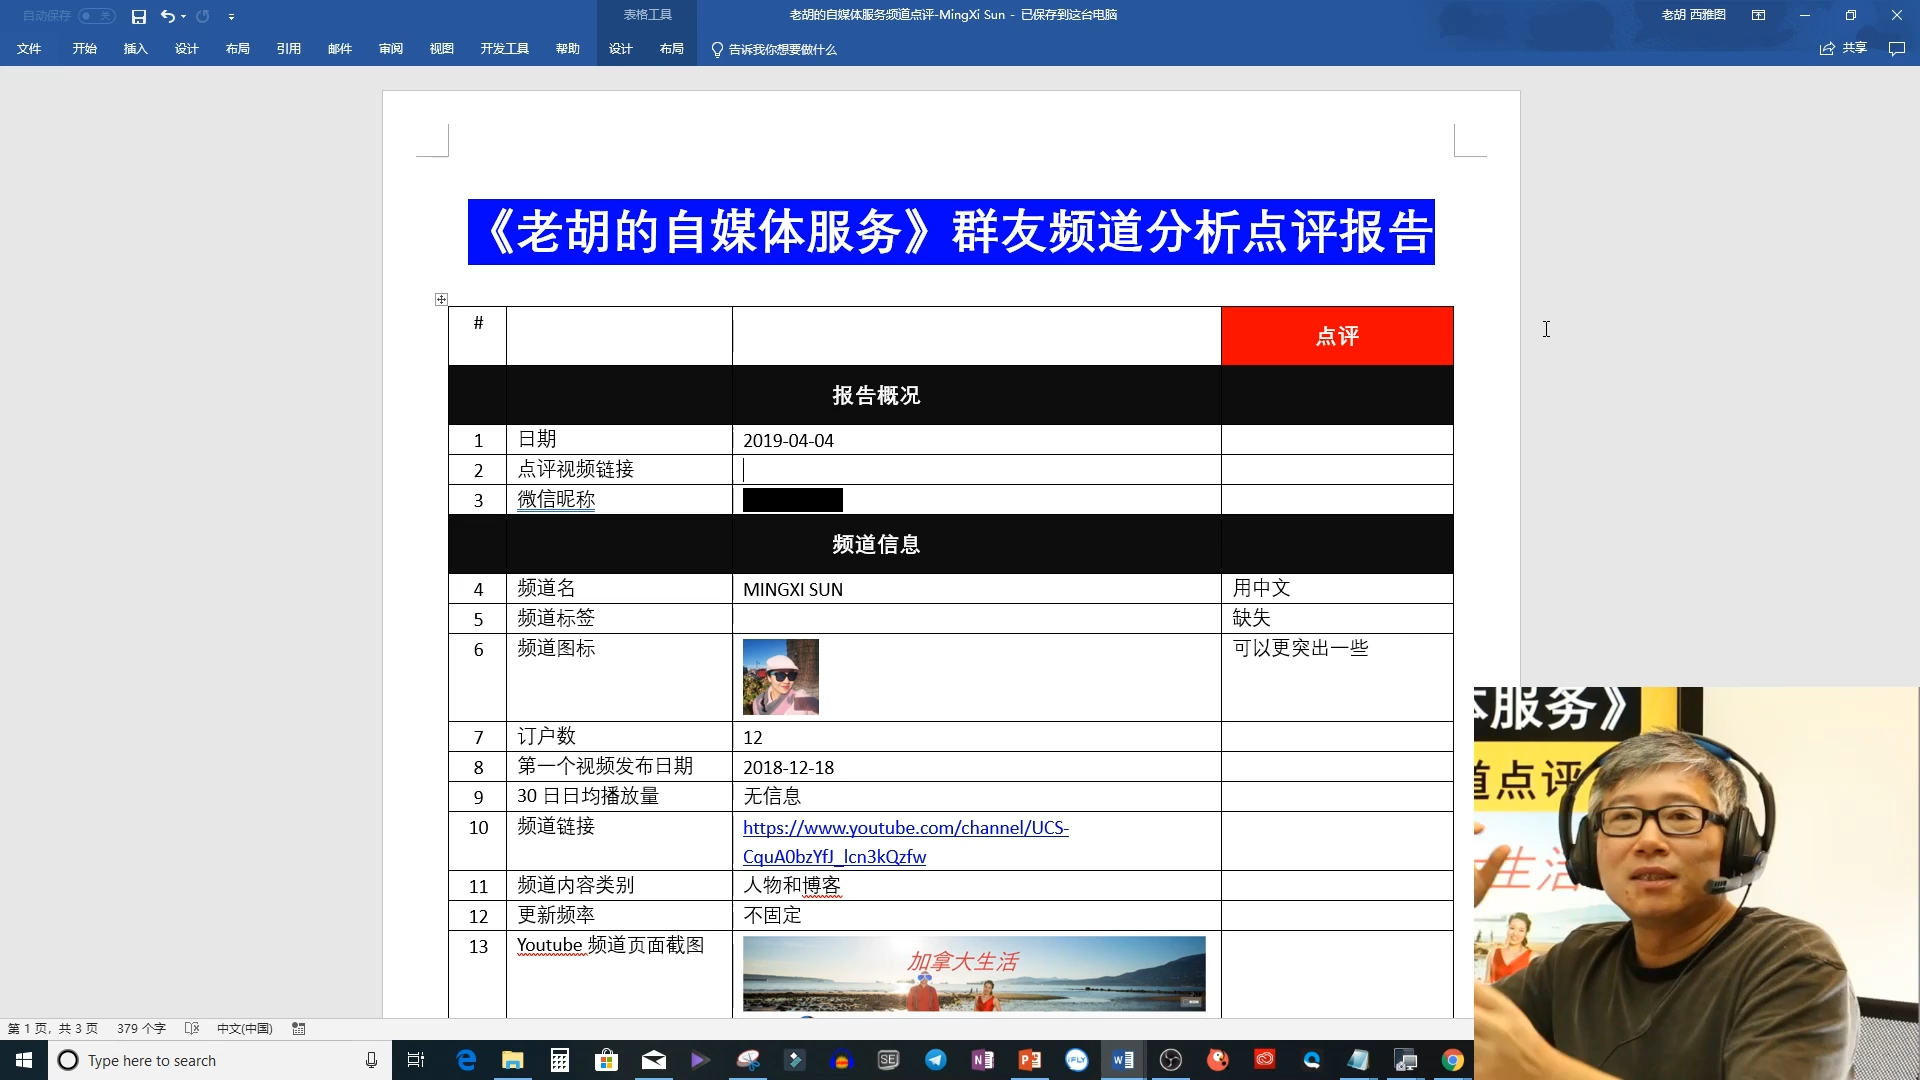 自动保存 关
表格工具
老胡的自媒体服务频道点评-MingXi Sun - 已保存到这台电脑
老胡 西雅图
文件 开始 插入 设计 布局 引用 邮件 审阅 视图 开发工具 帮助 设计 布局 告诉我你想要做什么 共享
《老胡的自媒体服务》群友频道分析点评报告
# 点评
报告概况
1 日期 2019-04-04
2 点评视频链接
3 微信昵称
频道信息
4 频道名 MINGXI SUN 用中文
5 频道标签 缺失
6 频道图标 可以更突出一些
7 订户数 12
8 第一个视频发布日期 2018-12-18
9 30 日日均播放量 无信息
10 频道链接 https://www.youtube.com/channel/UCS-
CquA0bzYfJ_lcn3kQzfw
11 频道内容类别 人物和博客
12 更新频率 不固定
13 Youtube 频道页面截图
加拿大生活
服务》
道点评
生活
第 1 页，共 3 页 379 个字 中文(中国)
Type here to search